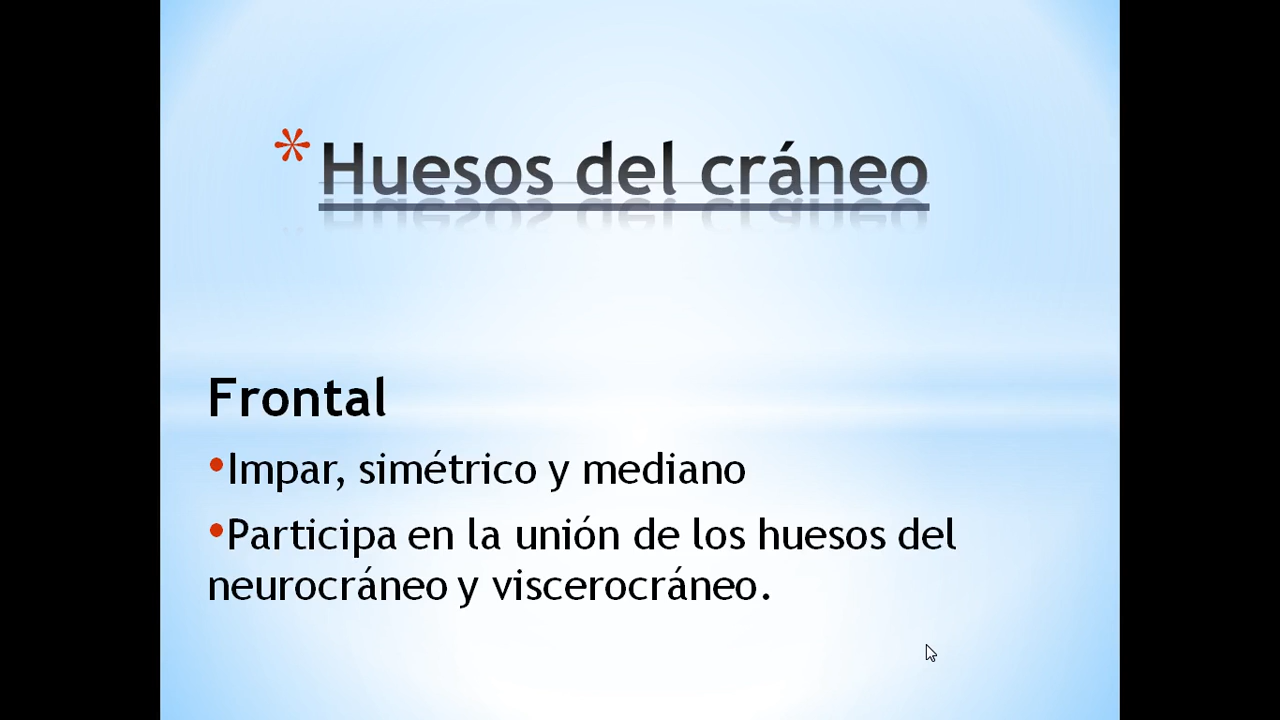 * Huesos del cráneo
Frontal
•Impar, simétrico y mediano
•Participa en la unión de los huesos del
neurocráneo y viscerocráneo.